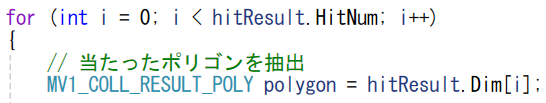 for (int i = 0; i < hitResult.HitNum; i++)
{
// 当たったポリゴンを抽出
MV1_COLL_RESULT_POLY polygon = hitResult.Dim[i];